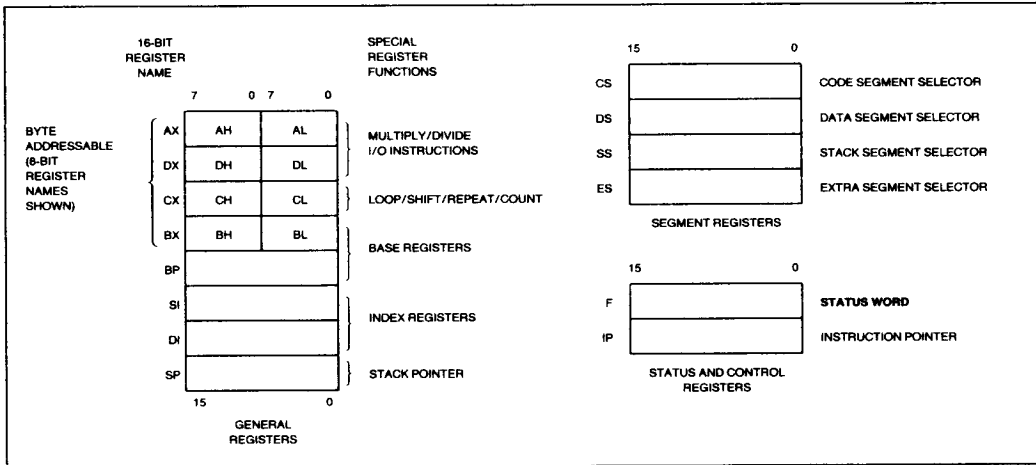 16-BIT
REGISTER
NAME
SPECIAL
REGISTER
FUNCTIONS
7 0 7 0
BYTE
ADDRESSABLE
(8-BIT
REGISTER
NAMES
SHOWN)
AX AH AL
DX DH DL
MULTIPLY/DIVIDE
I/O INSTRUCTIONS
CX CH CL LOOP/SHIFT/REPEAT/COUNT
BX BH BL
BASE REGISTERS
BP
SI
INDEX REGISTERS
DI
SP STACK POINTER
15 0
GENERAL
REGISTERS
15 0
CS CODE SEGMENT SELECTOR
DS DATA SEGMENT SELECTOR
SS STACK SEGMENT SELECTOR
ES EXTRA SEGMENT SELECTOR
SEGMENT REGISTERS
15 0
F STATUS WORD
IP INSTRUCTION POINTER
STATUS AND CONTROL
REGISTERS